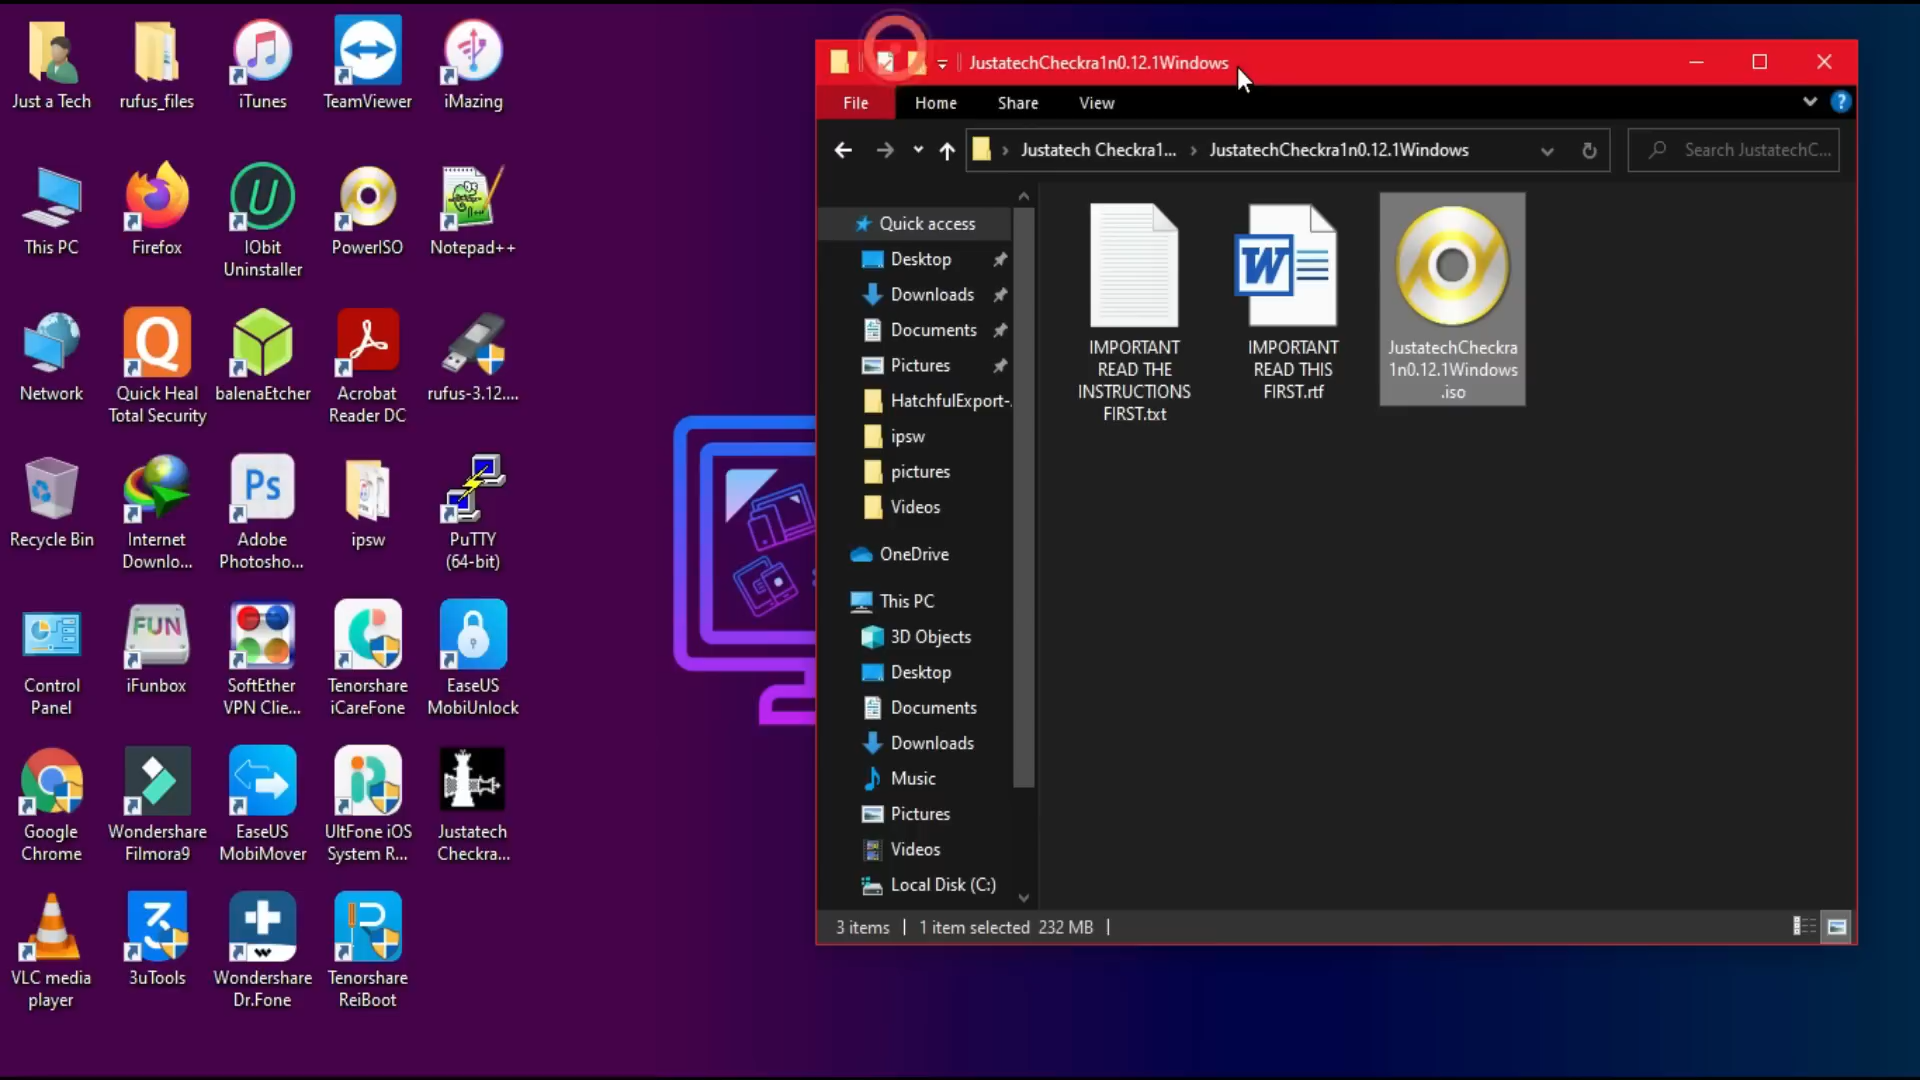 Just a Tech
rufus_files
iTunes
TeamViewer
iMazing
This PC
Firefox
IObit
Uninstaller
PowerISO
Notepad++
Network
Quick Heal
Total Security
balenaEtcher
Acrobat
Reader DC
rufus-3.12....
Recycle Bin
Internet
Downlo...
Ps
Adobe
Photosho...
ipsw
PuTTY
(64-bit)
Control
Panel
FUN
iFunbox
SoftEther
VPN Clie...
Tenorshare
iCareFone
EaseUS
MobiUnlock
Google
Chrome
Wondershare
Filmora9
EaseUS
MobiMover
UltFone iOS
System R...
Justatech
Checkra...
VLC media
player
3uTools
Wondershare
Dr.Fone
Tenorshare
ReiBoot
JustatechCheckra1n0.12.1Windows
File Home Share View
Justatech Checkra1... JustatechCheckra1n0.12.1Windows
Search JustatechC...
Quick access
Desktop
Downloads
Documents
Pictures
HatchfulExport-
ipsw
pictures
Videos
OneDrive
This PC
3D Objects
Desktop
Documents
Downloads
Music
Pictures
Videos
Local Disk (C:)
IMPORTANT
READ THE
INSTRUCTIONS
FIRST.txt
W
IMPORTANT
READ THIS
FIRST.rtf
JustatechCheckra
1n0.12.1Windows
.iso
3 items 1 item selected 232 MB